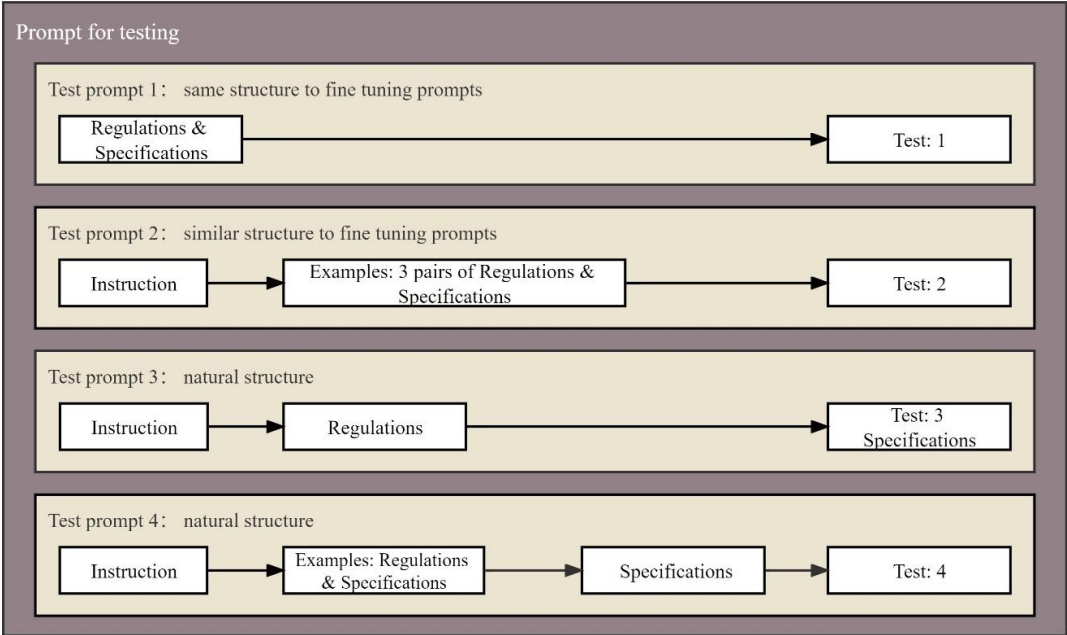 Prompt for testing
Test prompt 1： same structure to fine tuning prompts
Regulations &
Specifications
Test: 1
Test prompt 2： similar structure to fine tuning prompts
Instruction
Examples: 3 pairs of Regulations &
Specifications
Test: 2
Test prompt 3： natural structure
Instruction
Regulations
Test: 3
Specifications
Test prompt 4： natural structure
Instruction
Examples: Regulations
& Specifications
Specifications
Test: 4